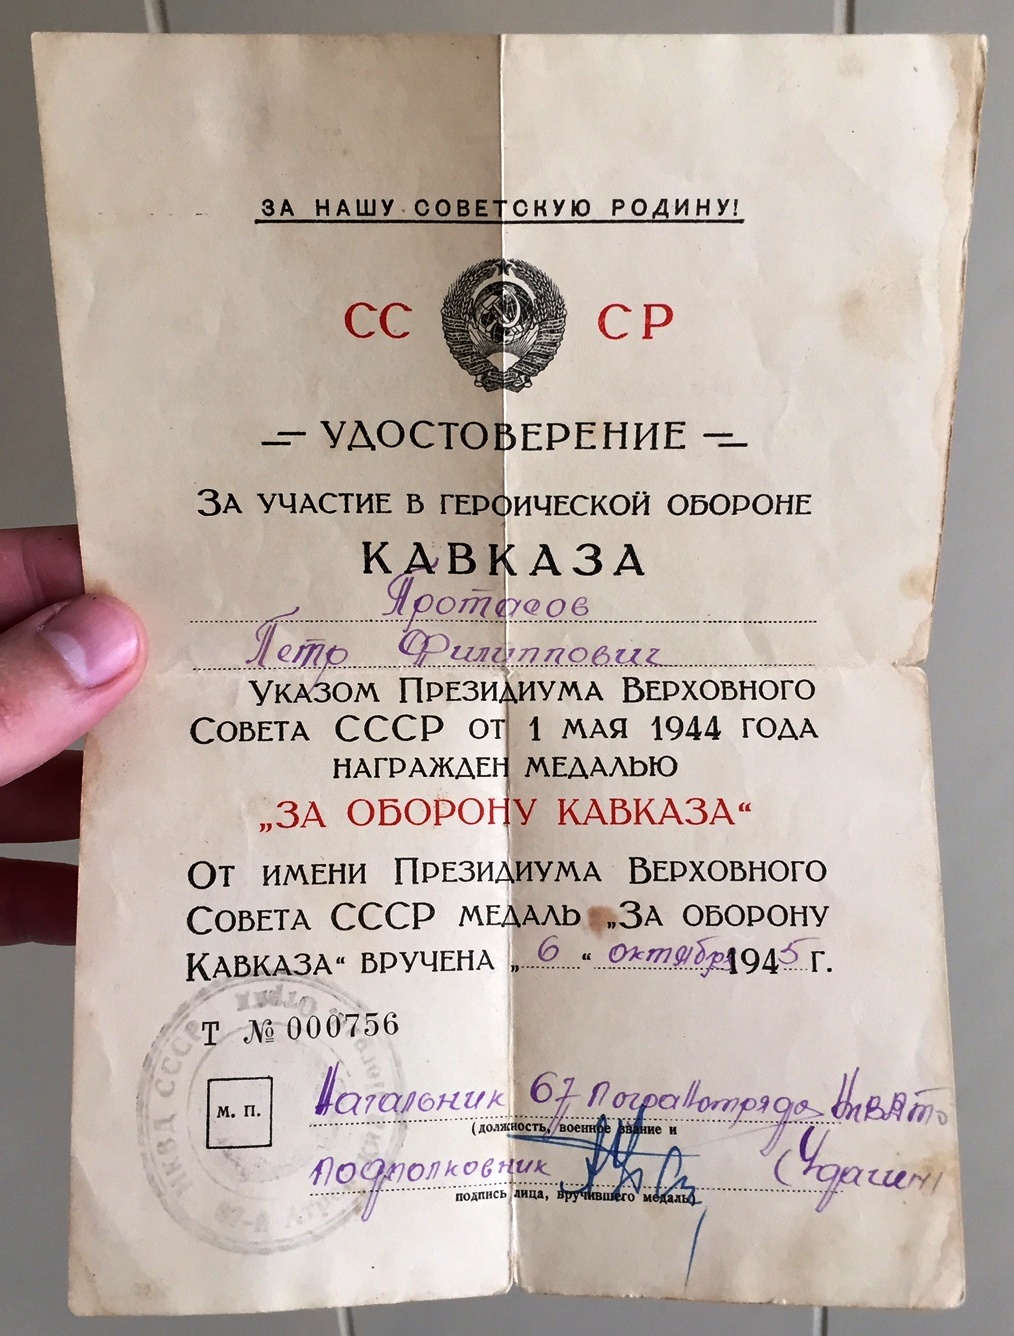 ЗА НАШУ СОВЕТСКУЮ РОДИНУ!
СС СР
УДОСТОВЕРЕНИЕ
ЗА УЧАСТИЕ В ГЕРОИЧЕСКОЙ ОБОРОНЕ
КАВКАЗА
Протасов
Петр Филиппович
УКАЗОМ ПРЕЗИДИУМА ВЕРХОВНОГО
СОВЕТА СССР ОТ 1 МАЯ 1944 ГОДА
НАГРАЖДЕН МЕДАЛЬЮ
„ЗА ОБОРОНУ КАВКАЗА“
ОТ ИМЕНИ ПРЕЗИДИУМА ВЕРХОВНОГО
СОВЕТА СССР МЕДАЛЬ „ЗА ОБОРОНУ
КАВКАЗА“ ВРУЧЕНА „6“ октября 1945 Г.
Т № 000756
М. П.
Начальник 67 погранотряда НКВД
(должность, военное звание и
подполковник
подпись лица, вручившего медаль)
НКВД СССР